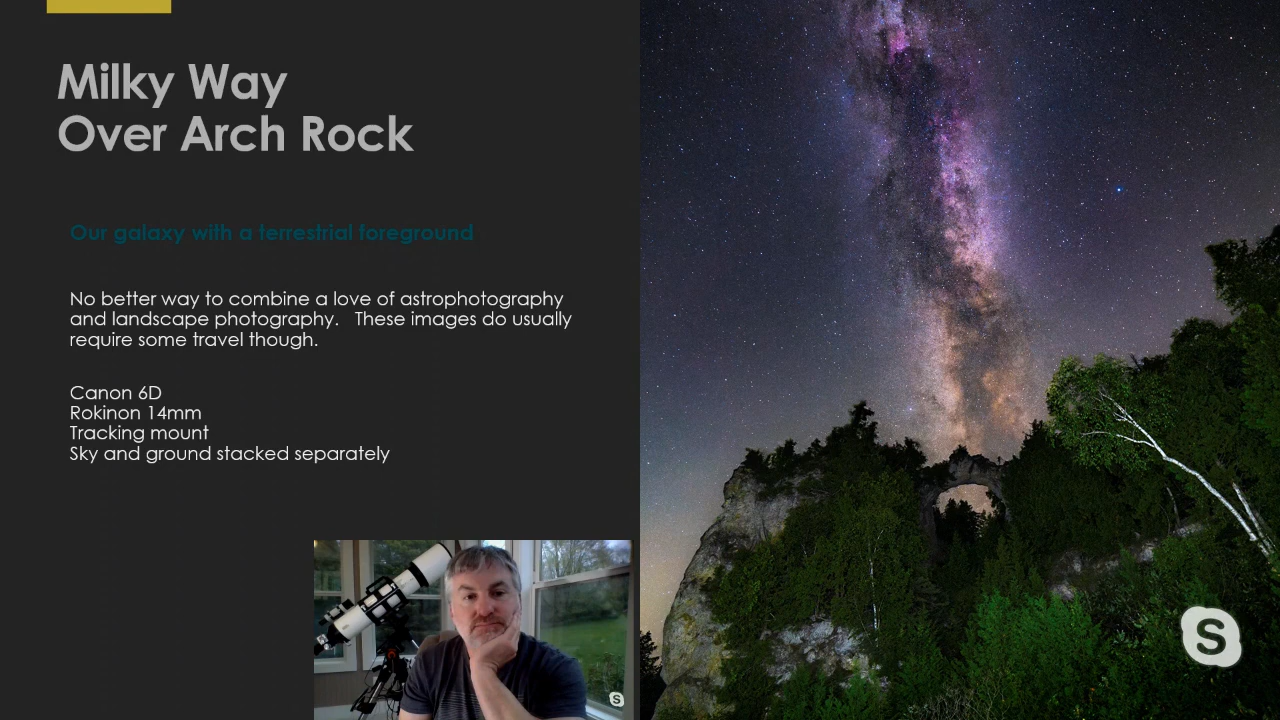 Milky Way
Over Arch Rock
Our galaxy with a terrestrial foreground
No better way to combine a love of astrophotography
and landscape photography.   These images do usually
require some travel though.
Canon 6D
Rokinon 14mm
Tracking mount
Sky and ground stacked separately
S
S